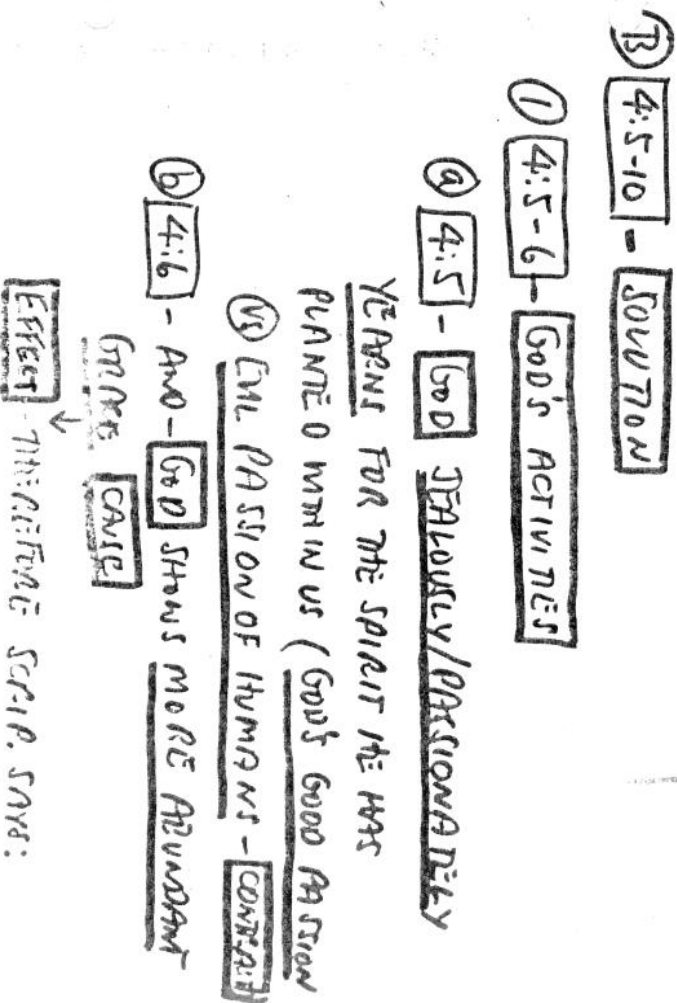 B 4:5-10 - SOLUTION
1 4:5-6 - GOD'S ACTIVITIES
a 4:5 - GOD JEALOUSLY/PASSIONATELY
YEARNS FOR THE SPIRIT HE HAS
PLANTED WITHIN US (GOD'S GOOD PASSION
VS EVIL PASSION OF HUMANS - CONTRAST
b 4:6 - AND - GOD SHOWS MORE ABUNDANT
GRACE CAUSE
↓
EFFECT - THEREFORE SCRIP. SAYS: